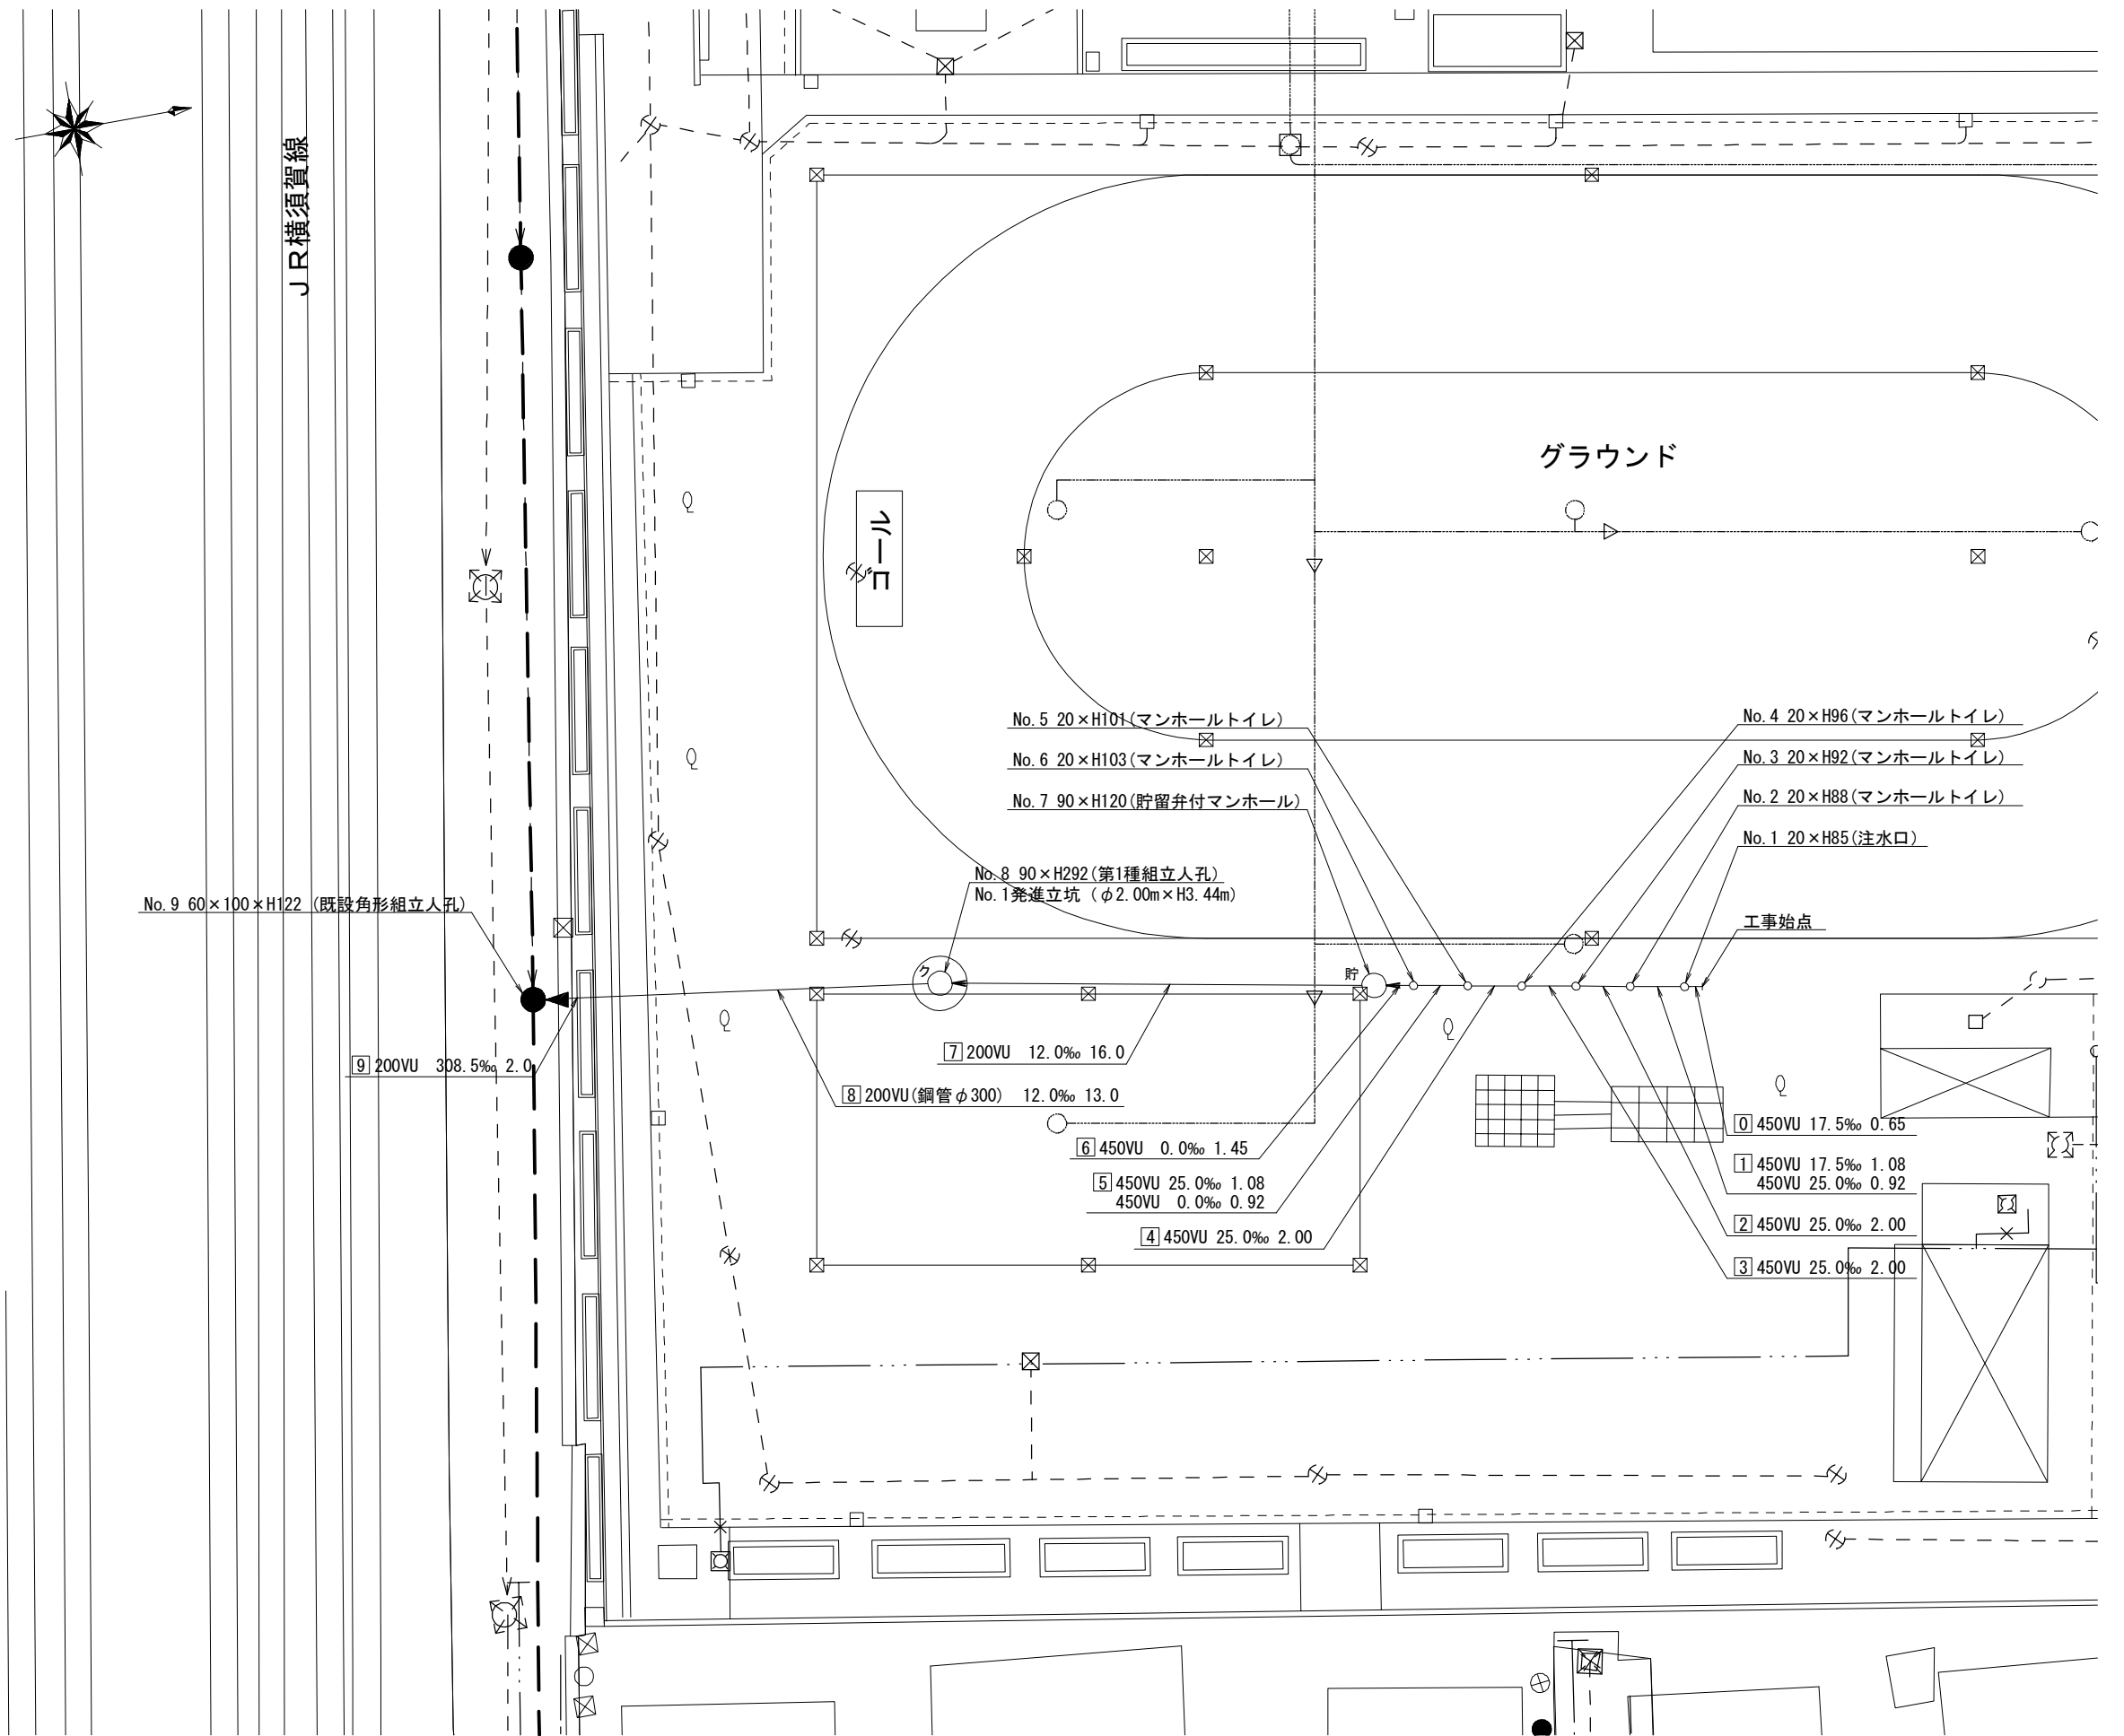 JR横須賀線
グラウンド
ゴール
No.5 20×H101(マンホールトイレ)
No.6 20×H103(マンホールトイレ)
No.7 90×H120(貯留弁付マンホール)
No.4 20×H96(マンホールトイレ)
No.3 20×H92(マンホールトイレ)
No.2 20×H88(マンホールトイレ)
No.1 20×H85(注水口)
工事始点
No.8 90×H292(第1種組立人孔)
No.1発進立坑 (φ2.00m×H3.44m)
No.9 60×100×H122 (既設角形組立人孔)
ク
貯
9 200VU 308.5‰ 2.0
7 200VU 12.0‰ 16.0
8 200VU(鋼管φ300) 12.0‰ 13.0
6 450VU 0.0‰ 1.45
5 450VU 25.0‰ 1.08
450VU 0.0‰ 0.92
4 450VU 25.0‰ 2.00
0 450VU 17.5‰ 0.65
1 450VU 17.5‰ 1.08
450VU 25.0‰ 0.92
2 450VU 25.0‰ 2.00
3 450VU 25.0‰ 2.00